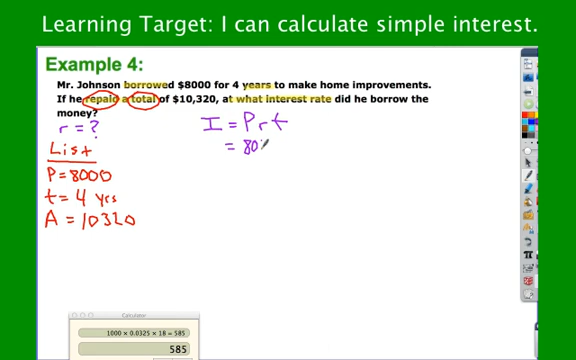 Learning Target: I can calculate simple interest.
Example 4:
Mr. Johnson borrowed $8000 for 4 years to make home improvements.
If he repaid a total of $10,320, at what interest rate did he borrow the
money?
r = ?
I = Prt
= 80
List
P = 8000
t = 4 yrs
A = 10320
Calculator
1000 × 0.0325 × 18 = 585
585